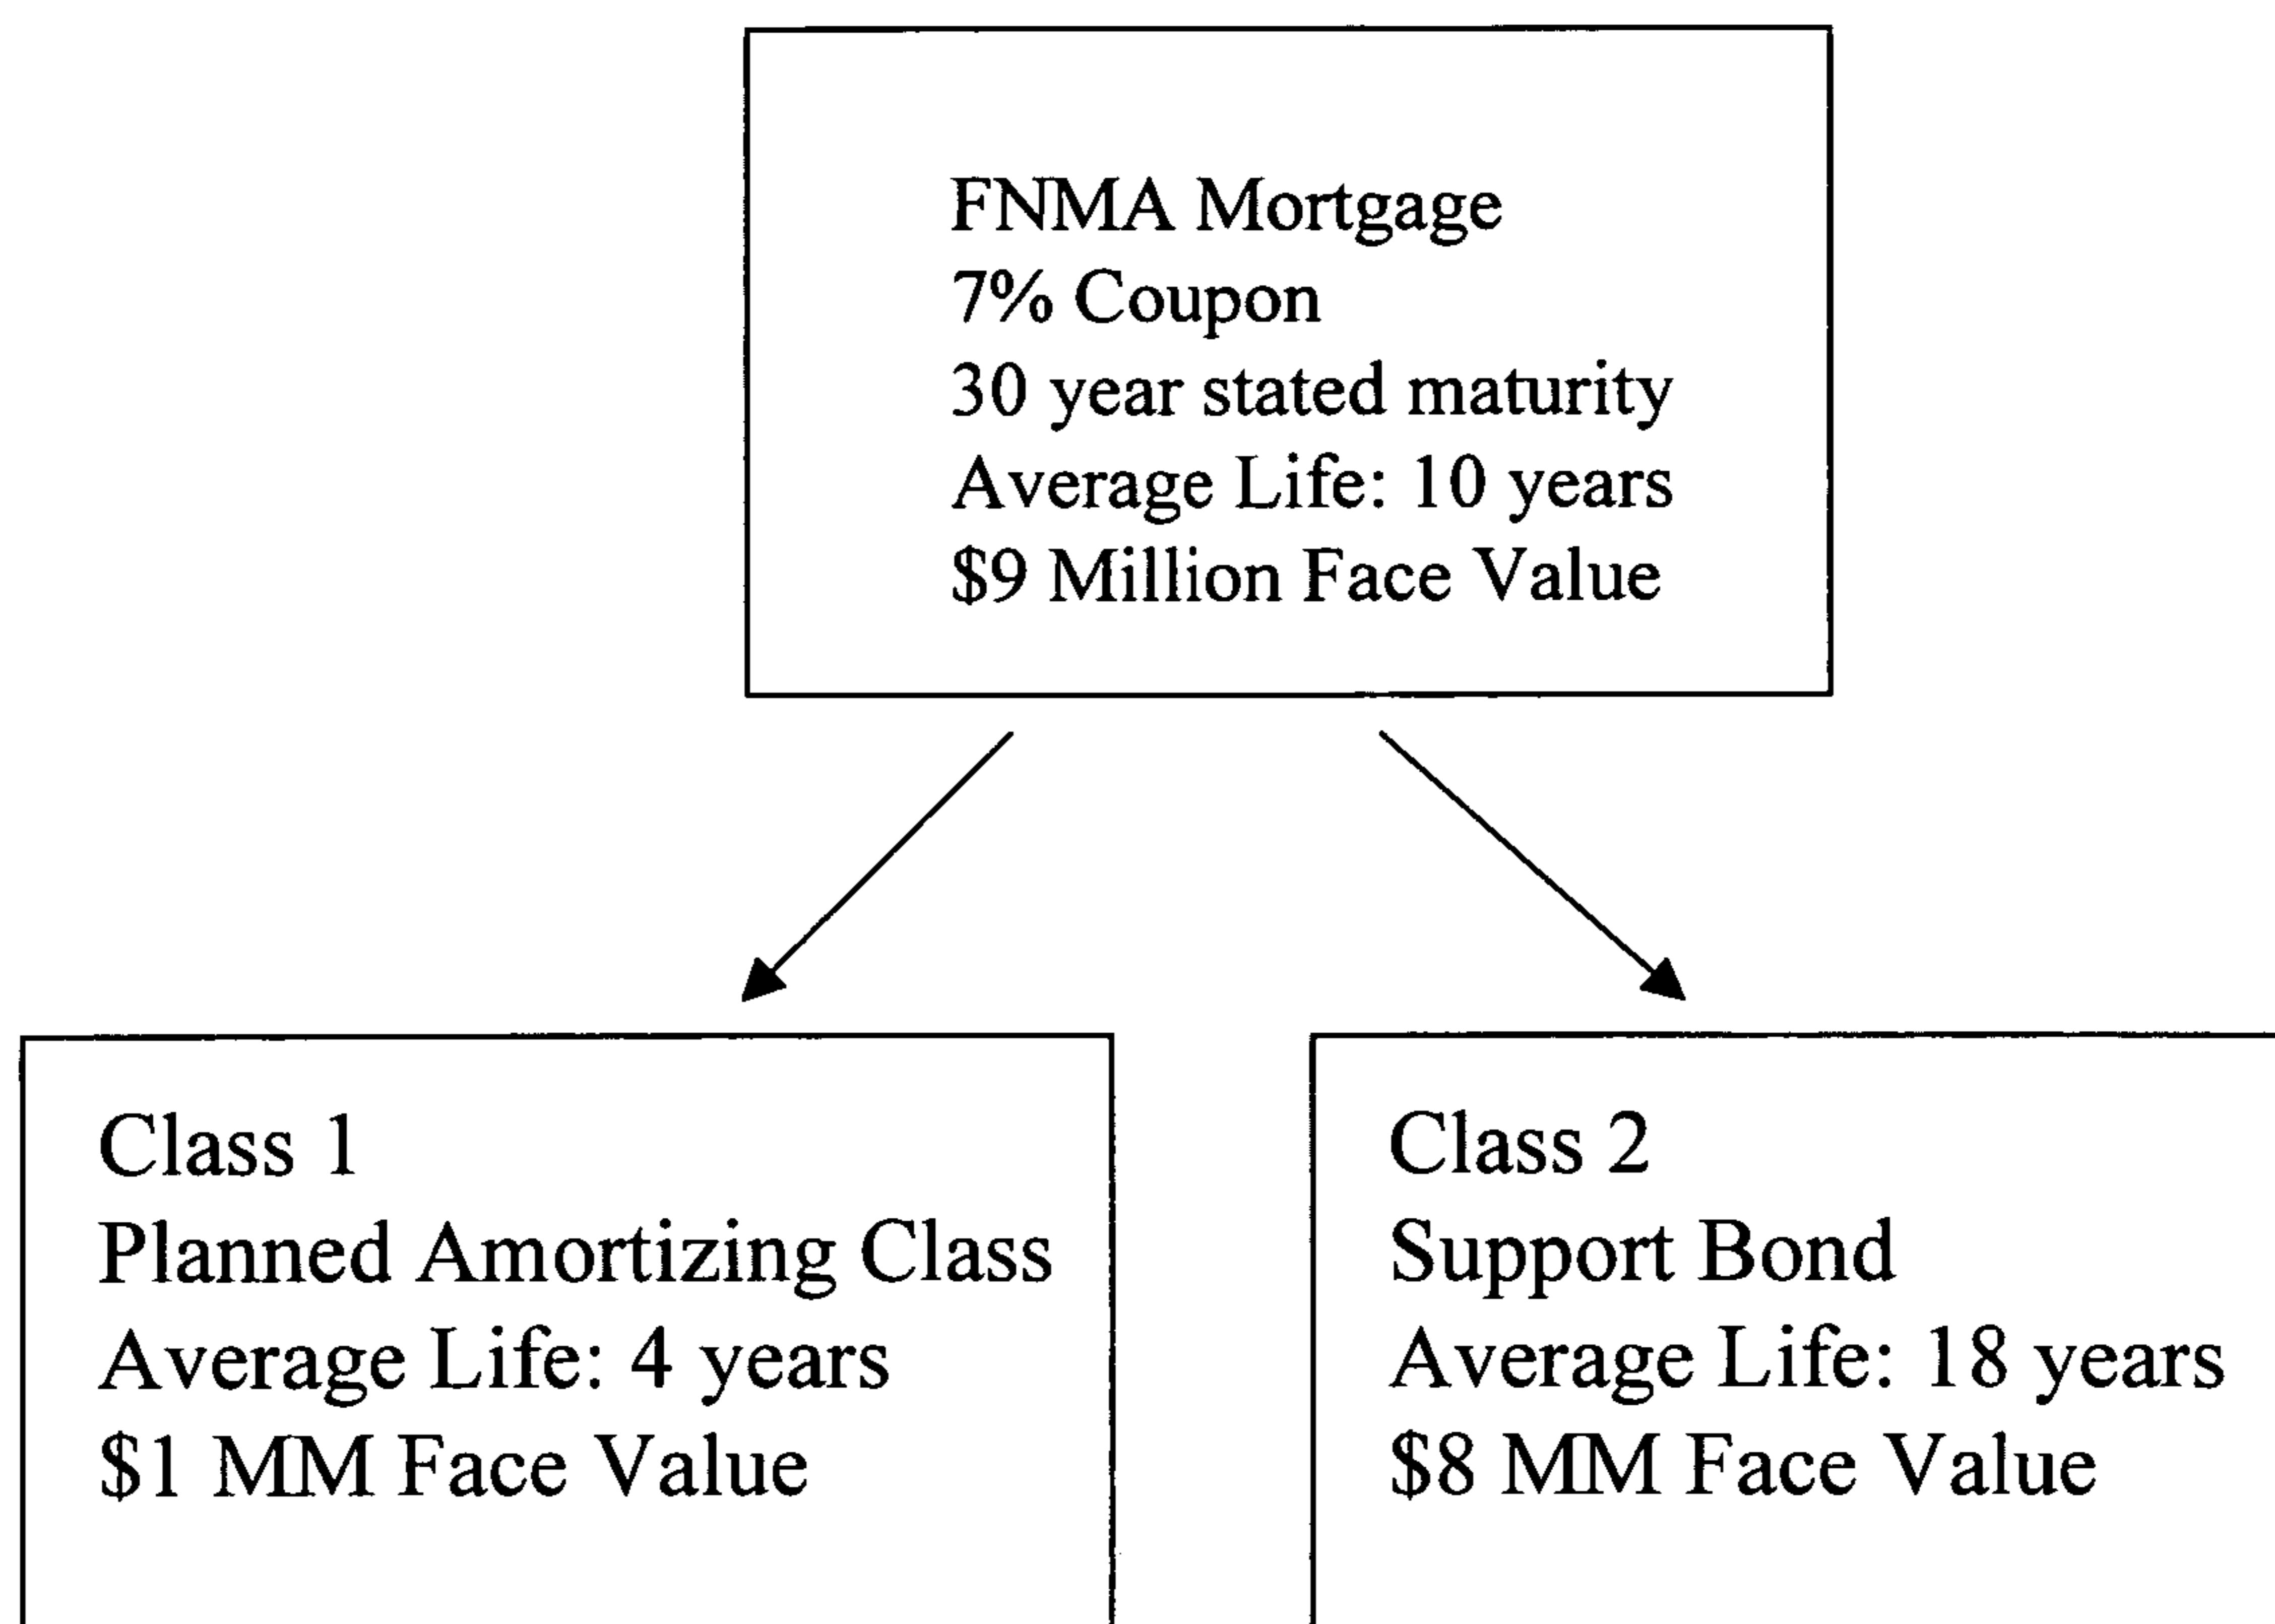 FNMA Mortgage
7% Coupon
30 year stated maturity
Average Life: 10 years
$9 Million Face Value
Class 1
Planned Amortizing Class
Average Life: 4 years
$1 MM Face Value
Class 2
Support Bond
Average Life: 18 years
$8 MM Face Value